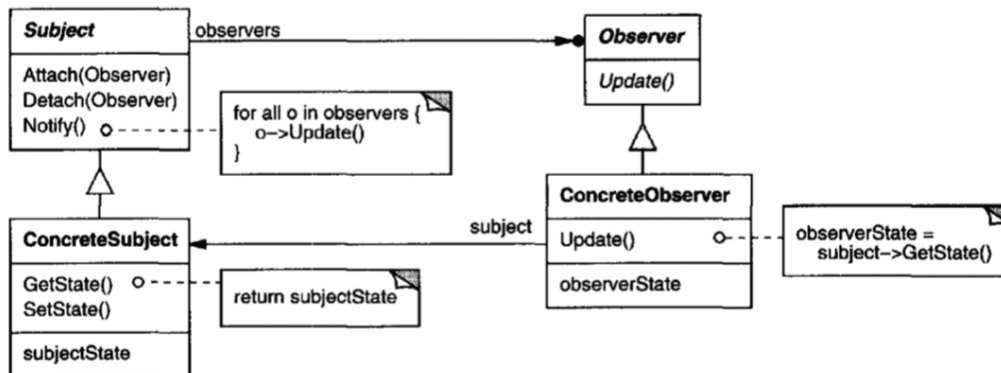 Subject
observers
Observer
Attach(Observer)
Detach(Observer)
Notify()
for all o in observers {
o->Update()
}
Update()
ConcreteSubject
GetState()
SetState()
subjectState
return subjectState
subject
ConcreteObserver
Update()
observerState
observerState =
subject->GetState()